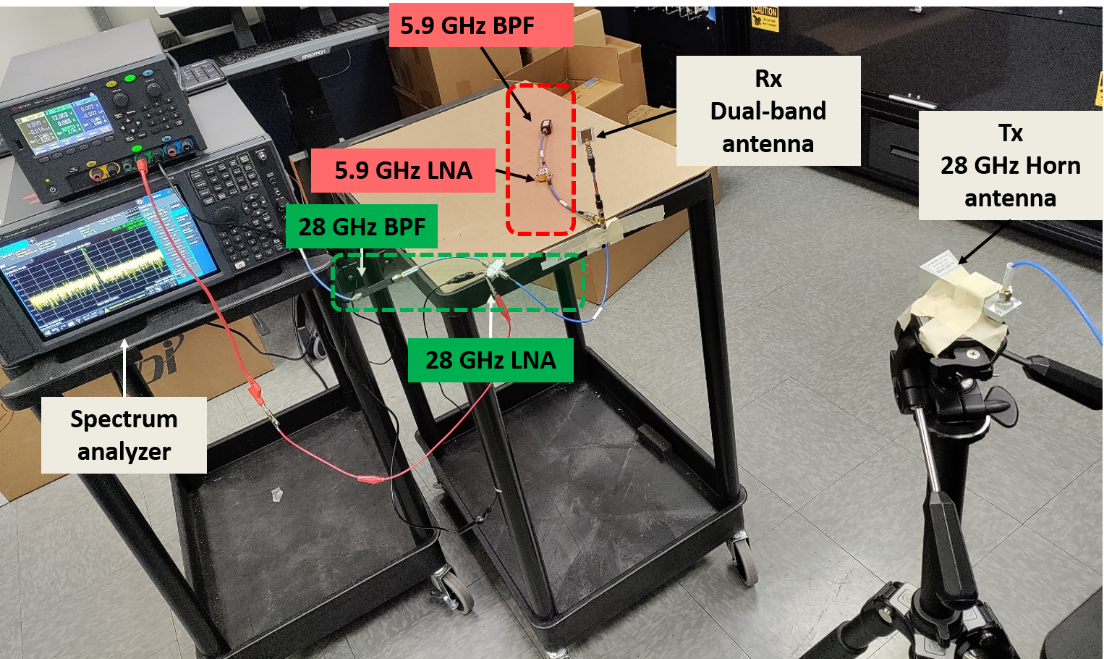 5.9 GHz BPF
Rx
Dual-band
antenna
Tx
28 GHz Horn
antenna
5.9 GHz LNA
28 GHz BPF
28 GHz LNA
Spectrum
analyzer
CAUTION